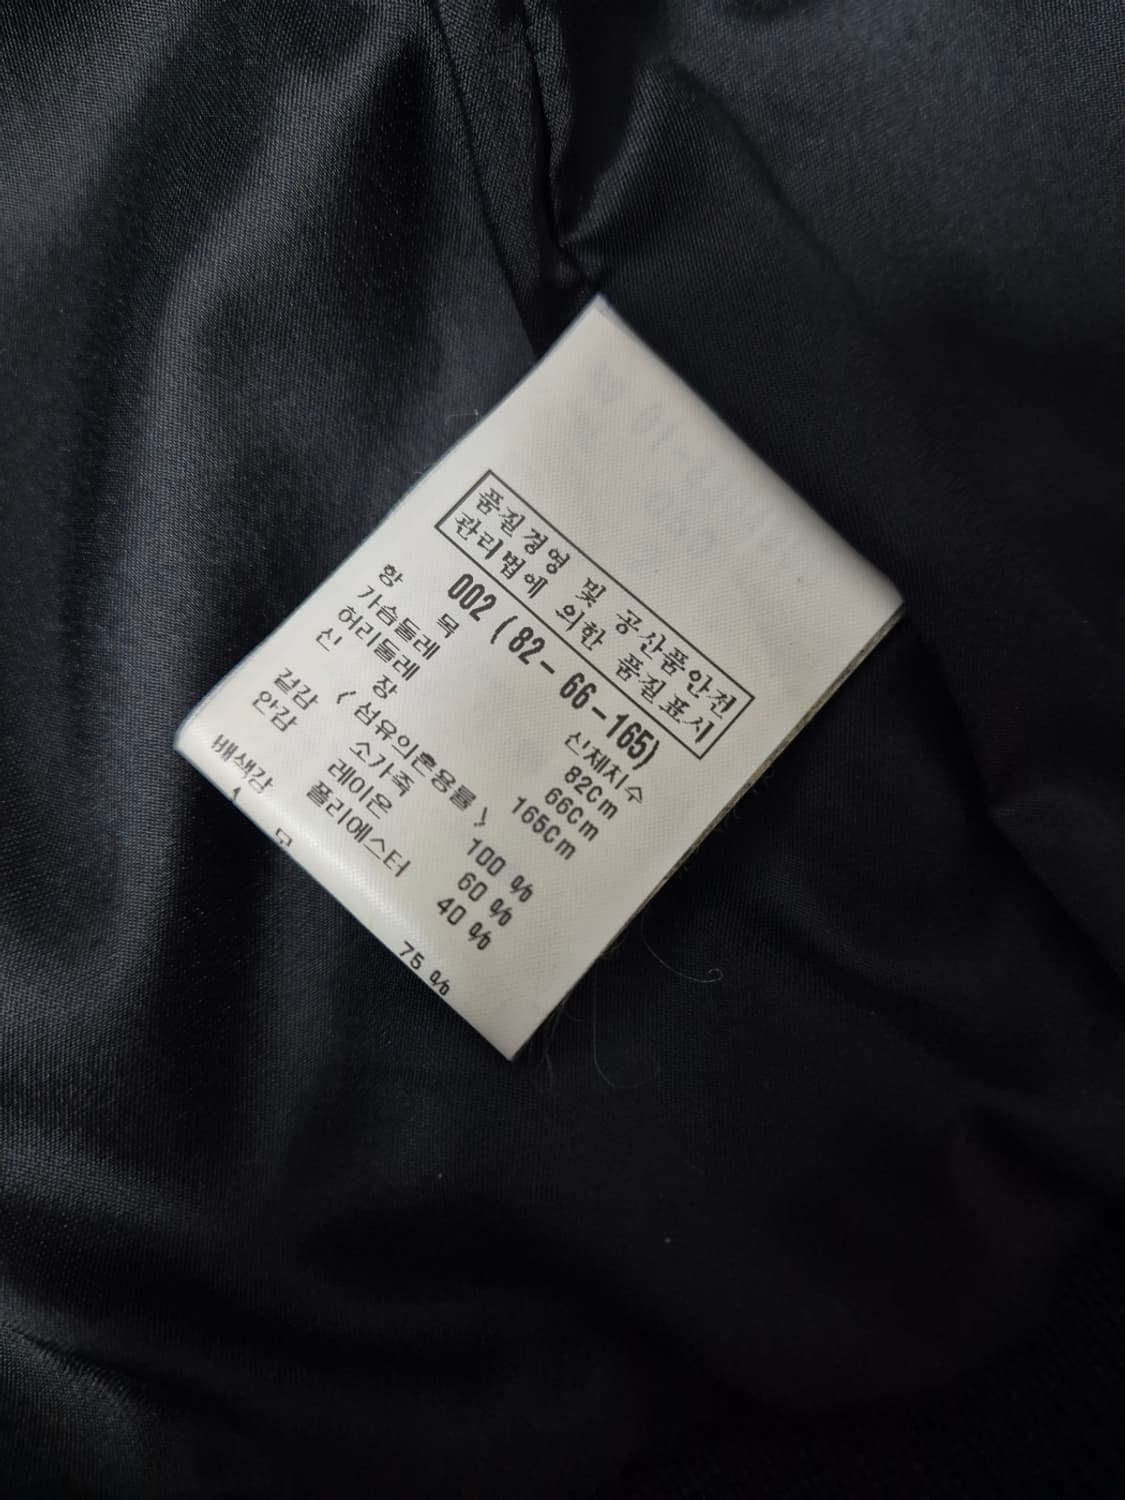 품질경영 및 공산품안전
관리법에 의한 품질표시
002 (82-66-165)
항 목 신체치수
가슴둘레 82Cm
허리둘레 66Cm
신 장 165Cm
(섬유의혼용률)
겉감 소가죽 100 %
안감 레이온 60 %
폴리에스터 40 %
배색감
1 모 75 %